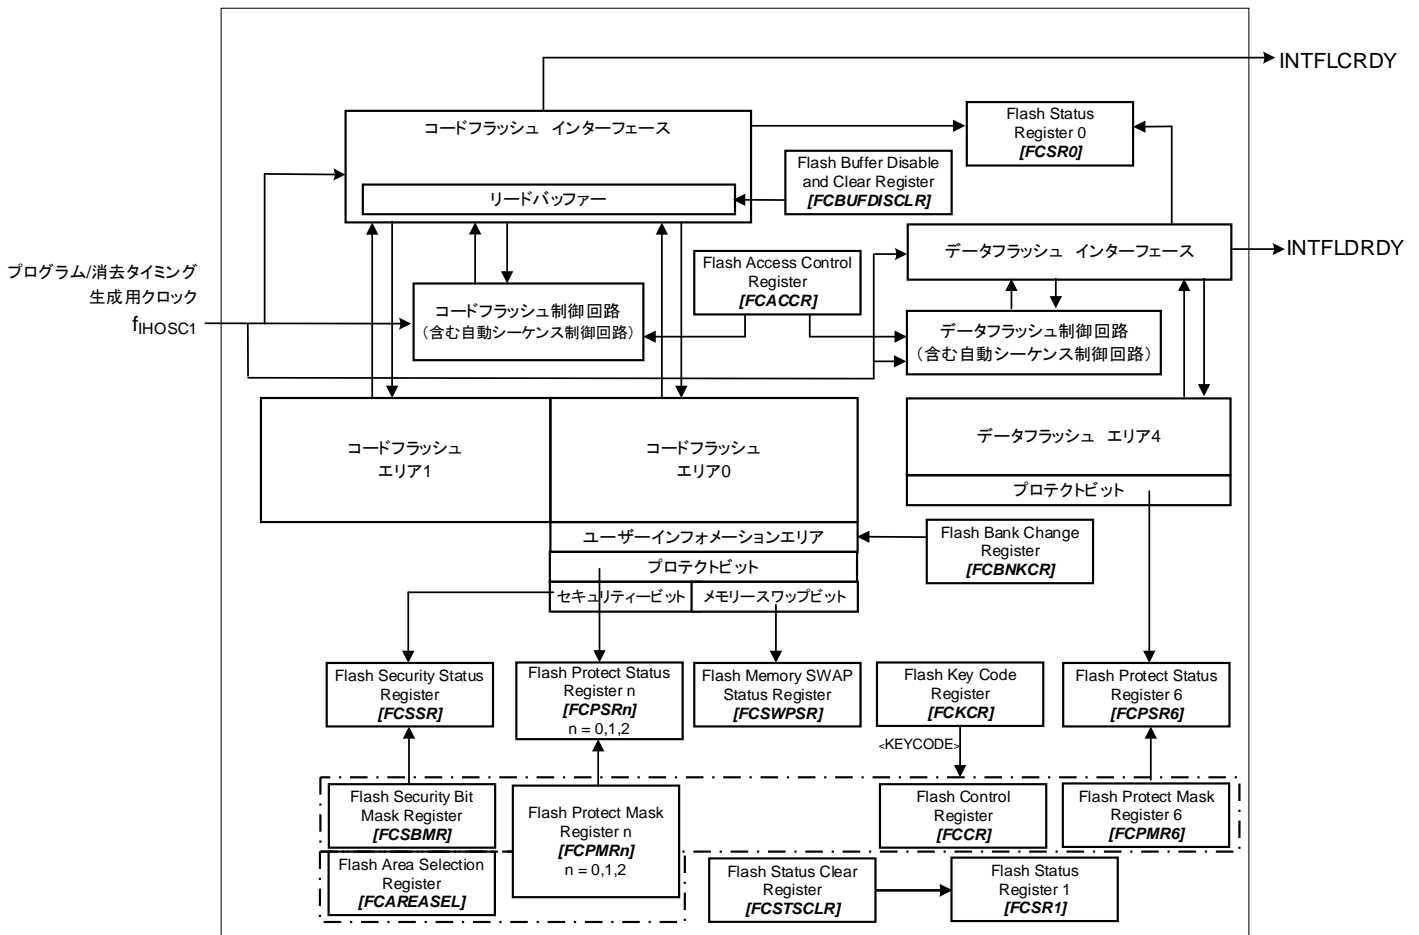 INTFLCRDY
コードフラッシュ インターフェース
Flash Status
Register 0
[FCSR0]
Flash Buffer Disable
and Clear Register
[FCBUFDISCLR]
リードバッファー
データフラッシュ インターフェース
INTFLDRDY
プログラム/消去タイミング
生成用クロック
fIHOSC1
Flash Access Control
Register
[FCACCR]
コードフラッシュ制御回路
（含む自動シーケンス制御回路）
データフラッシュ制御回路
（含む自動シーケンス制御回路）
コードフラッシュ
エリア1
コードフラッシュ
エリア0
データフラッシュ エリア4
プロテクトビット
ユーザーインフォメーションエリア
Flash Bank Change
Register
[FCBNKCR]
プロテクトビット
セキュリティービット
メモリースワップビット
Flash Security Status
Register
[FCSSR]
Flash Protect Status
Register n
[FCPSRn]
n = 0,1,2
Flash Memory SWAP
Status Register
[FCSWPSR]
Flash Key Code
Register
[FCKCR]
Flash Protect Status
Register 6
[FCPSR6]
<KEYCODE>
Flash Security Bit
Mask Register
[FCSBMR]
Flash Protect Mask
Register n
[FCPMRn]
n = 0,1,2
Flash Control
Register
[FCCR]
Flash Protect Mask
Register 6
[FCPMR6]
Flash Area Selection
Register
[FCAREASEL]
Flash Status Clear
Register
[FCSTSCLR]
Flash Status
Register 1
[FCSR1]